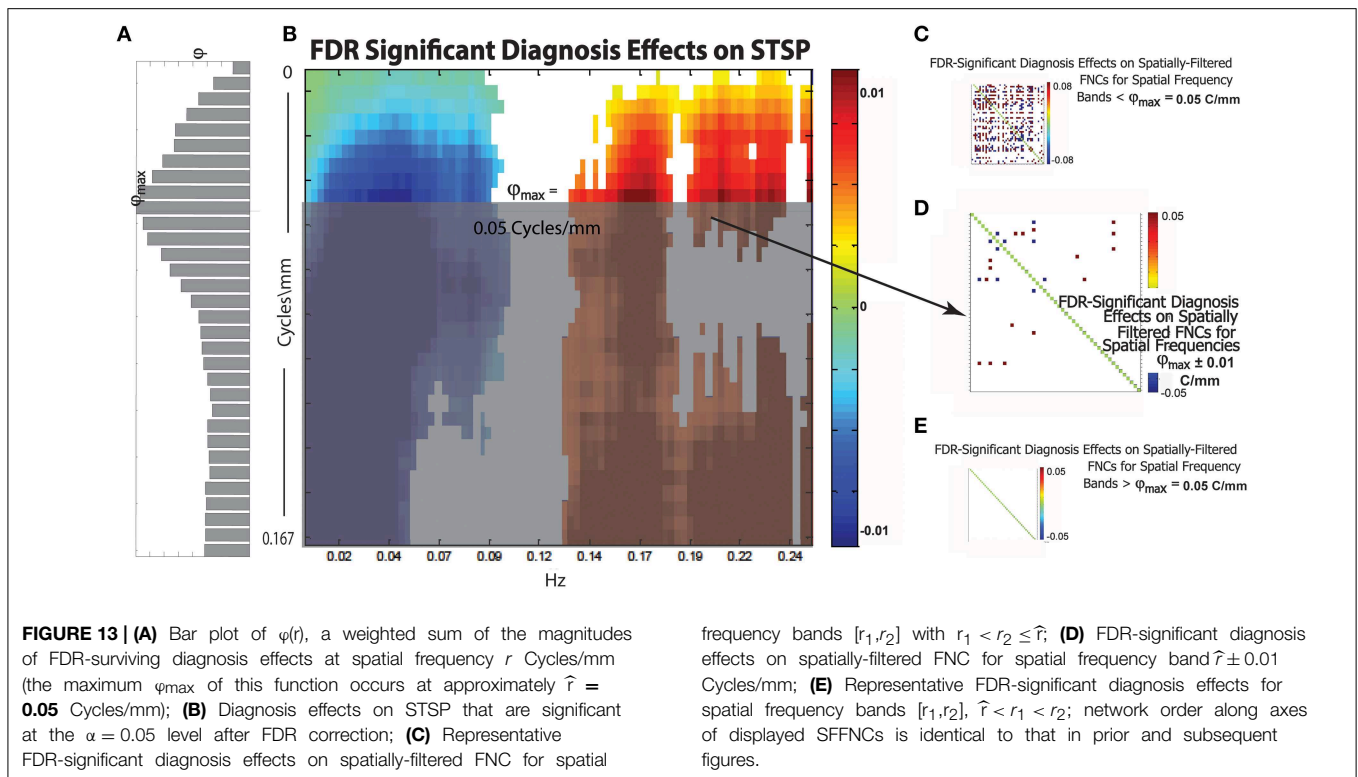 A
φ
φmax
B
FDR Significant Diagnosis Effects on STSP
0
Cycles\mm
0.167
φmax =
0.05 Cycles/mm
0.02 0.04 0.07 0.09 0.12 0.14 0.17 0.19 0.22 0.24
Hz
0.01
0
-0.01
C
FDR-Significant Diagnosis Effects on Spatially-Filtered
FNCs for Spatial Frequency
Bands < φmax = 0.05 C/mm
0.08
-0.08
D
0.05
FDR-Significant Diagnosis
Effects on Spatially
Filtered FNCs for
Spatial Frequencies
φmax ± 0.01
C/mm
-0.05
E
FDR-Significant Diagnosis Effects on Spatially-Filtered
FNCs for Spatial Frequency
Bands > φmax = 0.05 C/mm
0.05
-0.05
FIGURE 13 | (A) Bar plot of φ(r), a weighted sum of the magnitudes
of FDR-surviving diagnosis effects at spatial frequency r Cycles/mm
(the maximum φmax of this function occurs at approximately r̂ =
0.05 Cycles/mm); (B) Diagnosis effects on STSP that are significant
at the α = 0.05 level after FDR correction; (C) Representative
FDR-significant diagnosis effects on spatially-filtered FNC for spatial
frequency bands [r1,r2] with r1 < r2 ≤ r̂; (D) FDR-significant diagnosis
effects on spatially-filtered FNC for spatial frequency band r̂ ± 0.01
Cycles/mm; (E) Representative FDR-significant diagnosis effects for
spatial frequency bands [r1,r2], r̂ < r1 < r2; network order along axes
of displayed SFFNCs is identical to that in prior and subsequent
figures.